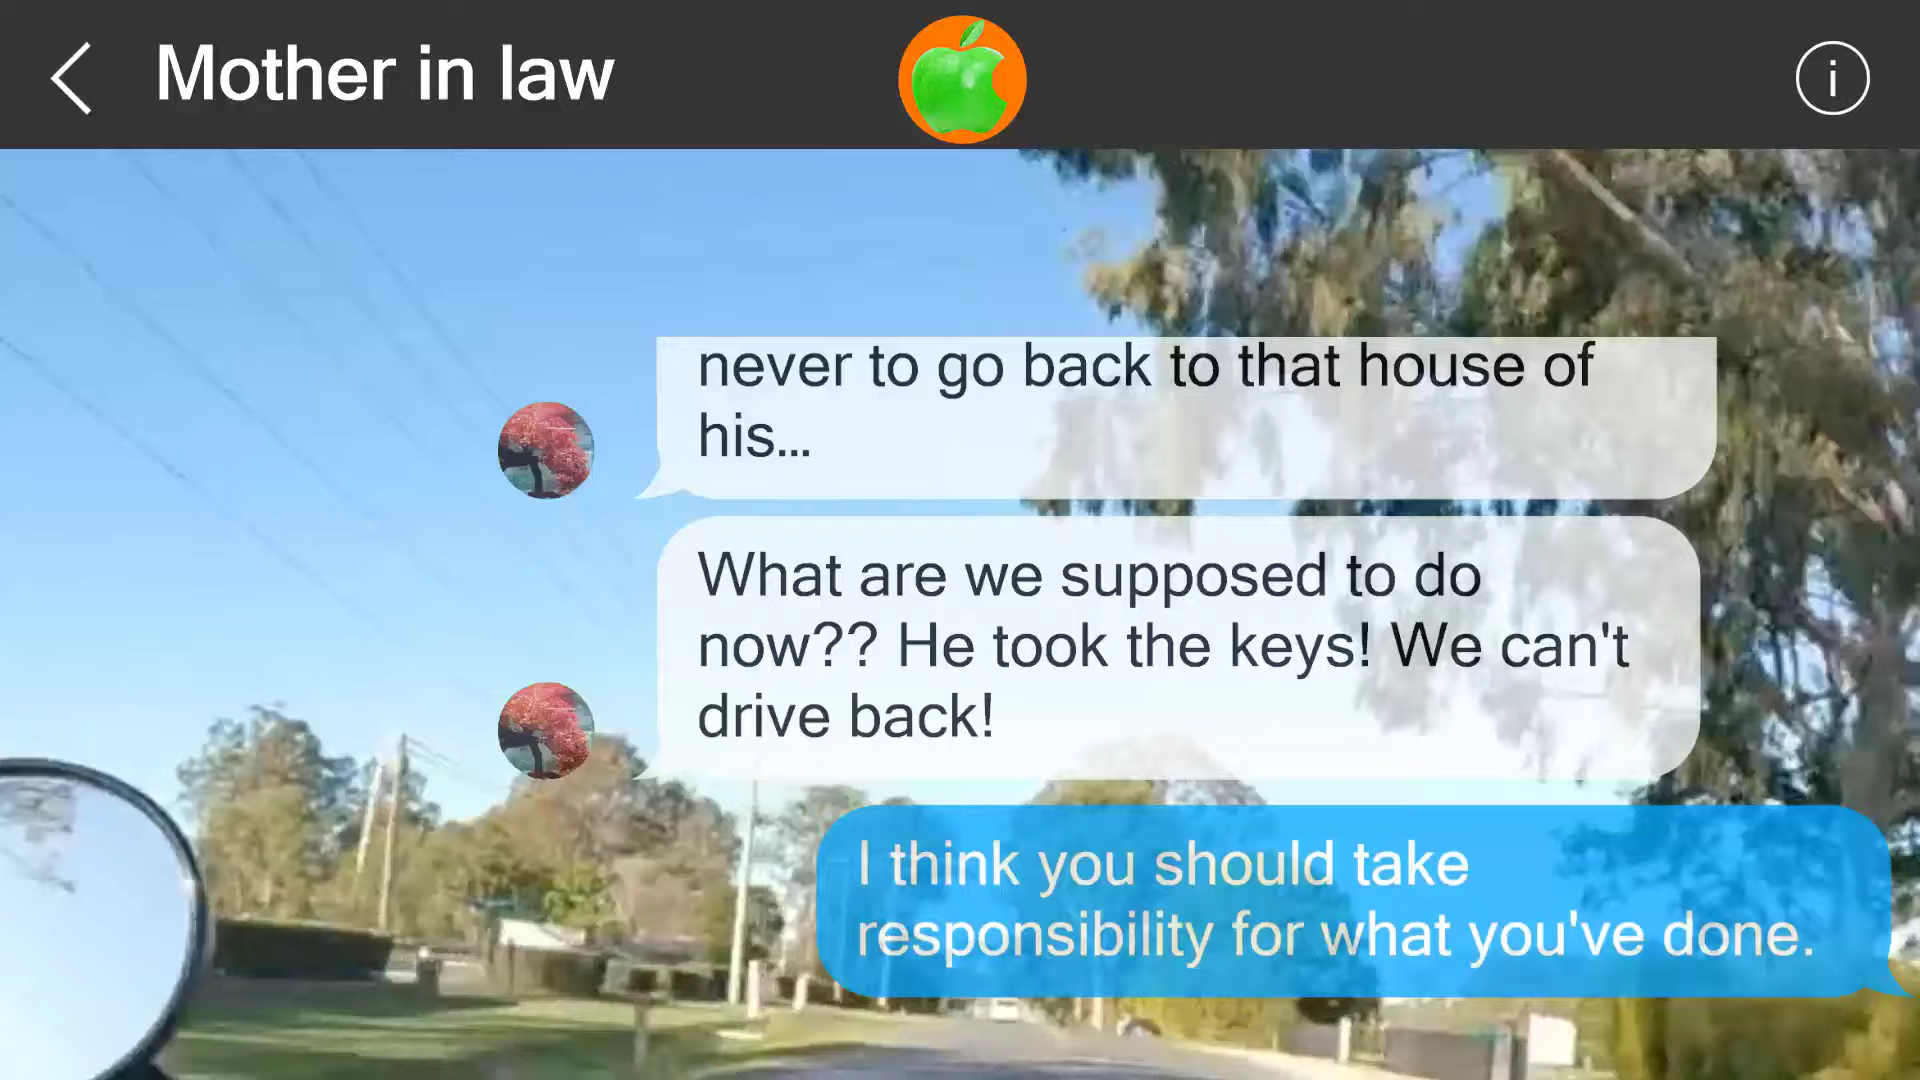 Mother in law
i
never to go back to that house of
his...
What are we supposed to do
now?? He took the keys! We can't
drive back!
I think you should take
responsibility for what you've done.